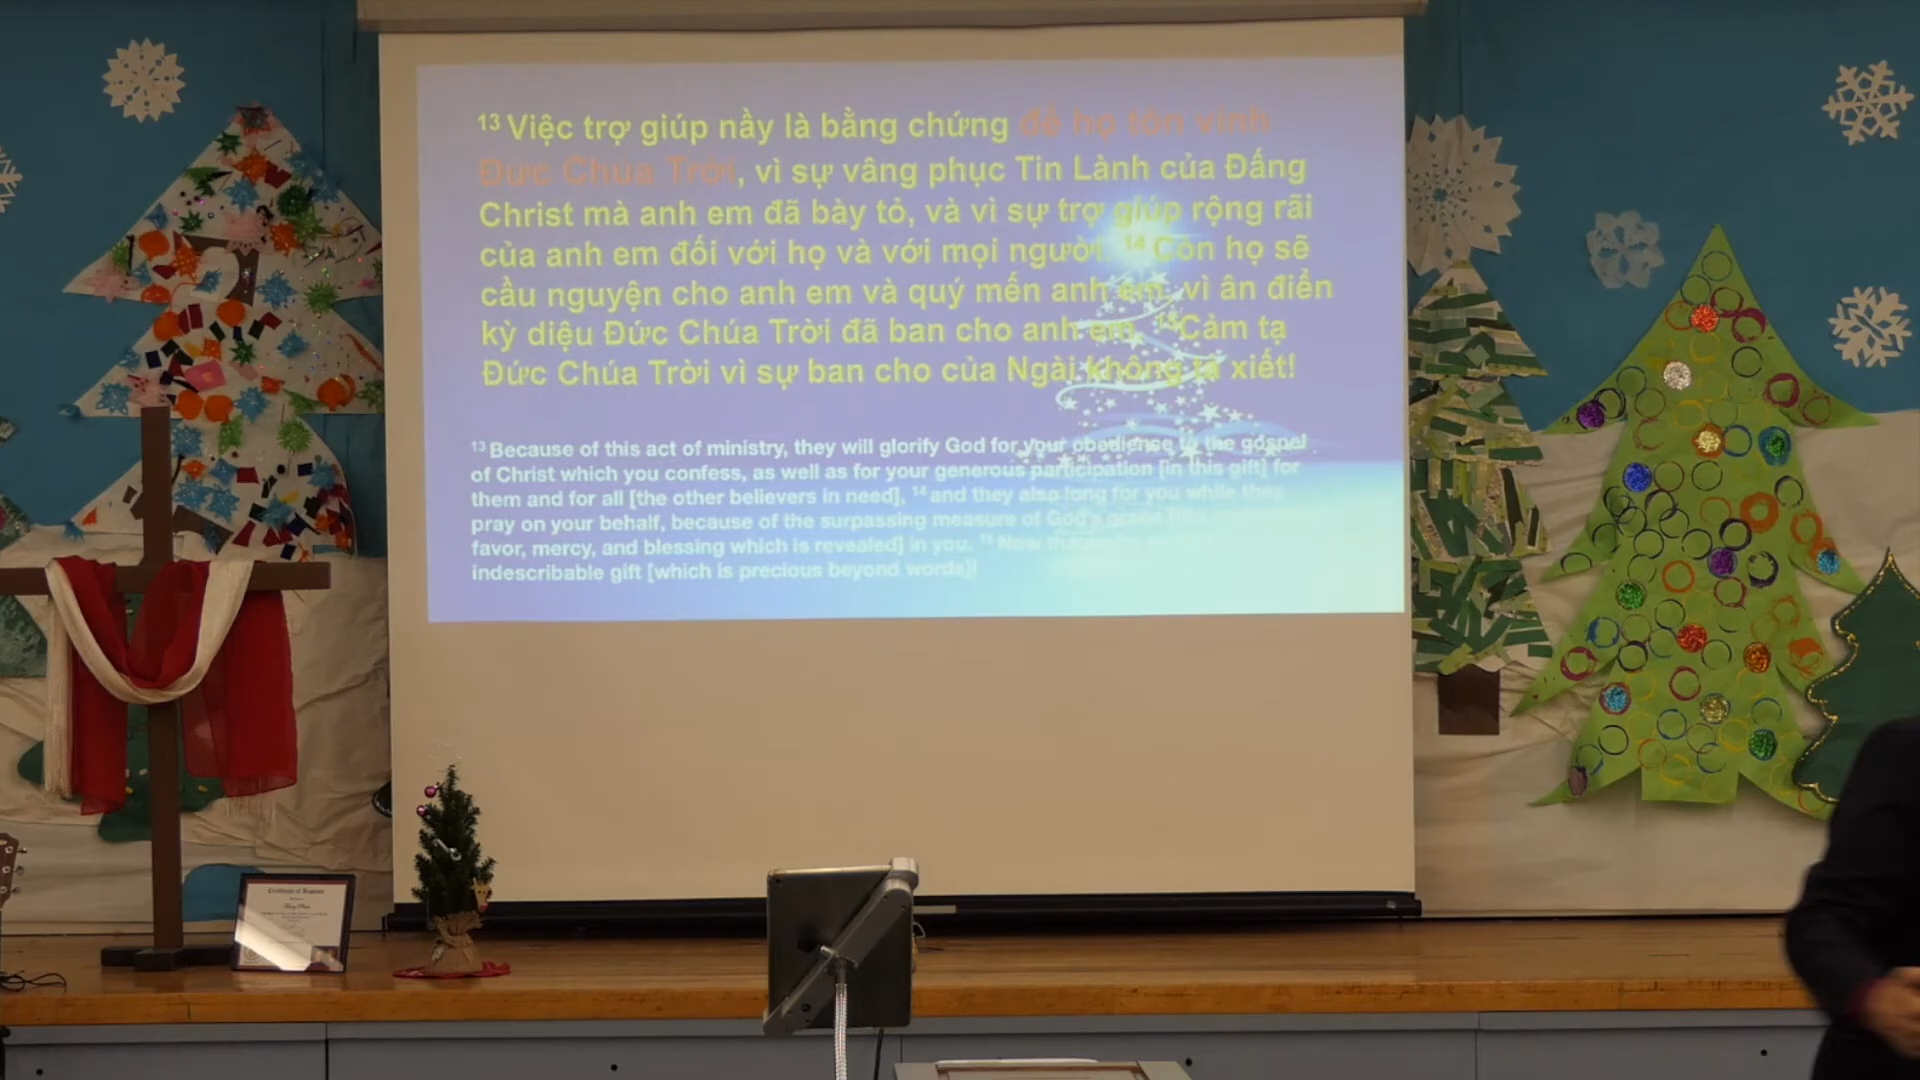 13 Việc trợ giúp nầy là bằng chứng để họ tôn vinh
Đức Chúa Trời, vì sự vâng phục Tin Lành của Đấng
Christ mà anh em đã bày tỏ, và vì sự trợ giúp rộng rãi
của anh em đối với họ và với mọi người. 14 Còn họ sẽ
cầu nguyện cho anh em và quý mến anh em, vì ân điển
kỳ diệu Đức Chúa Trời đã ban cho anh em. 15 Cảm tạ
Đức Chúa Trời vì sự ban cho của Ngài không tả xiết!
13 Because of this act of ministry, they will glorify God for your obedience to the gospel
of Christ which you confess, as well as for your generous participation [in this gift] for
them and for all [the other believers in need], 14 and they also long for you while they
pray on your behalf, because of the surpassing measure of God's grace
favor, mercy, and blessing which is revealed] in you. 15 Now
indescribable gift [which is precious beyond words]!
Certificate of Baptism